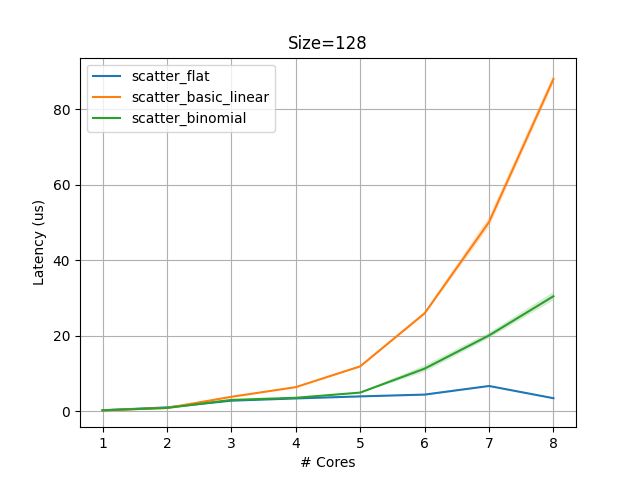 Size=128
scatter_flat
scatter_basic_linear
scatter_binomial
Latency (us)
80
60
40
20
0
1 2 3 4 5 6 7 8
# Cores